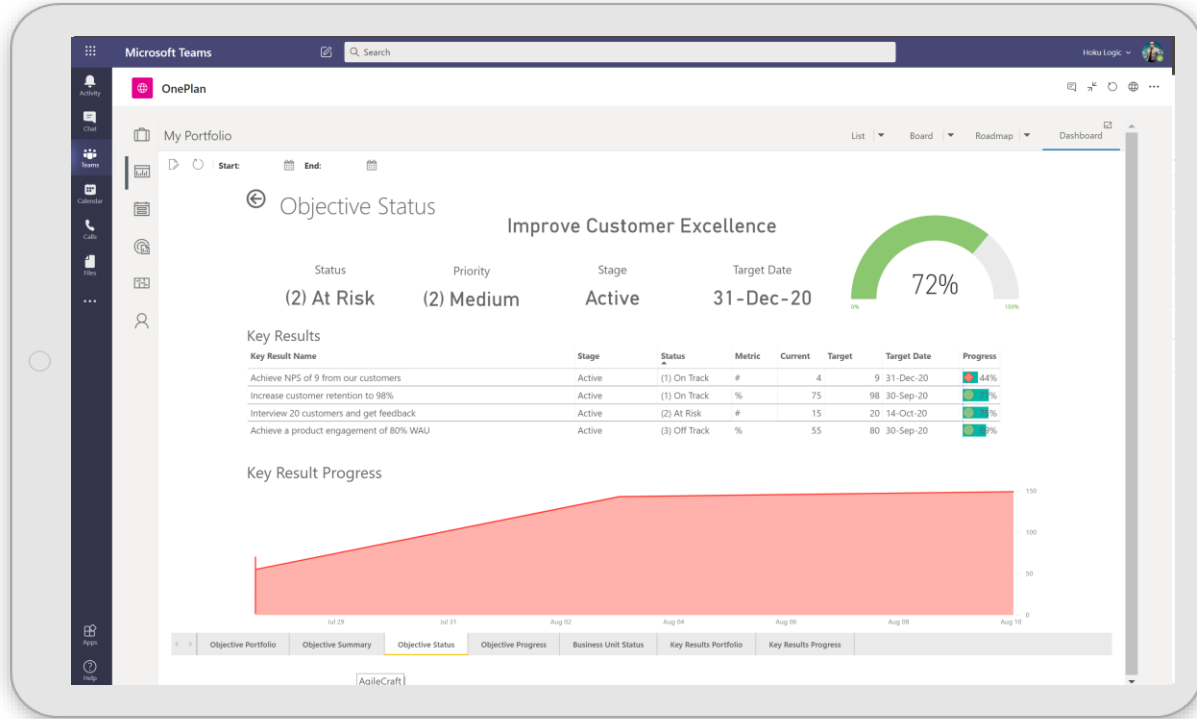 Microsoft Teams
Search
Hoku Logic
Activity
Chat
Teams
Calendar
Calls
Files
Apps
Help
OnePlan
My Portfolio
List
Board
Roadmap
Dashboard
Start: End:
Objective Status
Improve Customer Excellence
Status Priority Stage Target Date
(2) At Risk (2) Medium Active 31-Dec-20
72%
0% 100%
Key Results
Key Result Name Stage Status Metric Current Target Target Date Progress
Achieve NPS of 9 from our customers Active (1) On Track # 4 9 31-Dec-20 44%
Increase customer retention to 98% Active (1) On Track % 75 98 30-Sep-20
Interview 20 customers and get feedback Active (2) At Risk # 15 20 14-Oct-20
Achieve a product engagement of 80% WAU Active (3) Off Track % 55 80 30-Sep-20
Key Result Progress
150
100
50
0
Jul 29 Jul 31 Aug 02 Aug 04 Aug 06 Aug 08 Aug 10
Objective Portfolio Objective Summary Objective Status Objective Progress Business Unit Status Key Results Portfolio Key Results Progress
AgileCraft